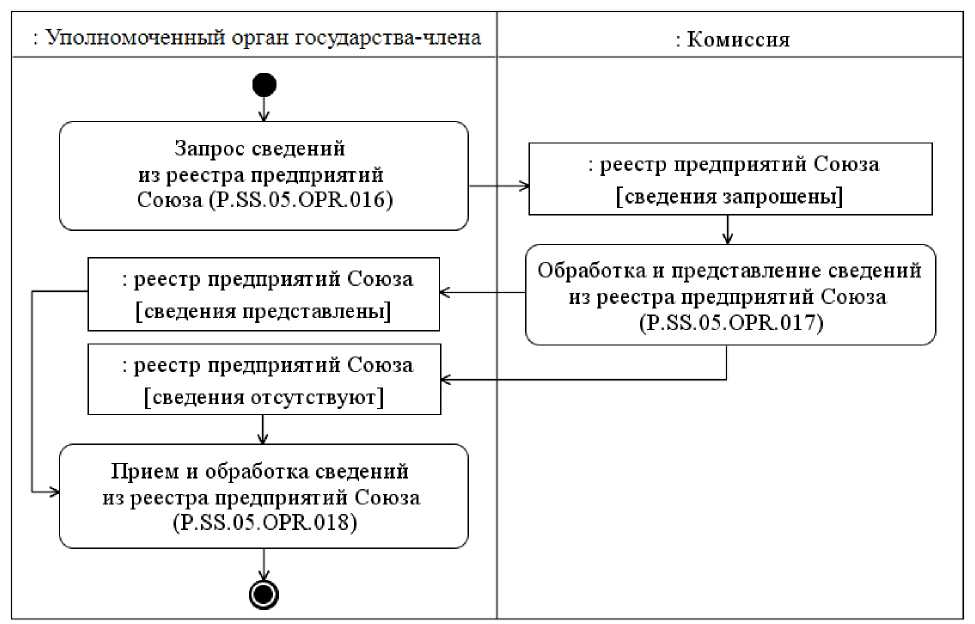 : Уполномоченный орган государства-члена
: Комиссия
Запрос сведений
из реестра предприятий
Союза (P.SS.05.OPR.016)
: реестр предприятий Союза
[сведения запрошены]
Обработка и представление сведений
из реестра предприятий Союза
(P.SS.05.OPR.017)
: реестр предприятий Союза
[сведения представлены]
: реестр предприятий Союза
[сведения отсутствуют]
Прием и обработка сведений
из реестра предприятий Союза
(P.SS.05.OPR.018)